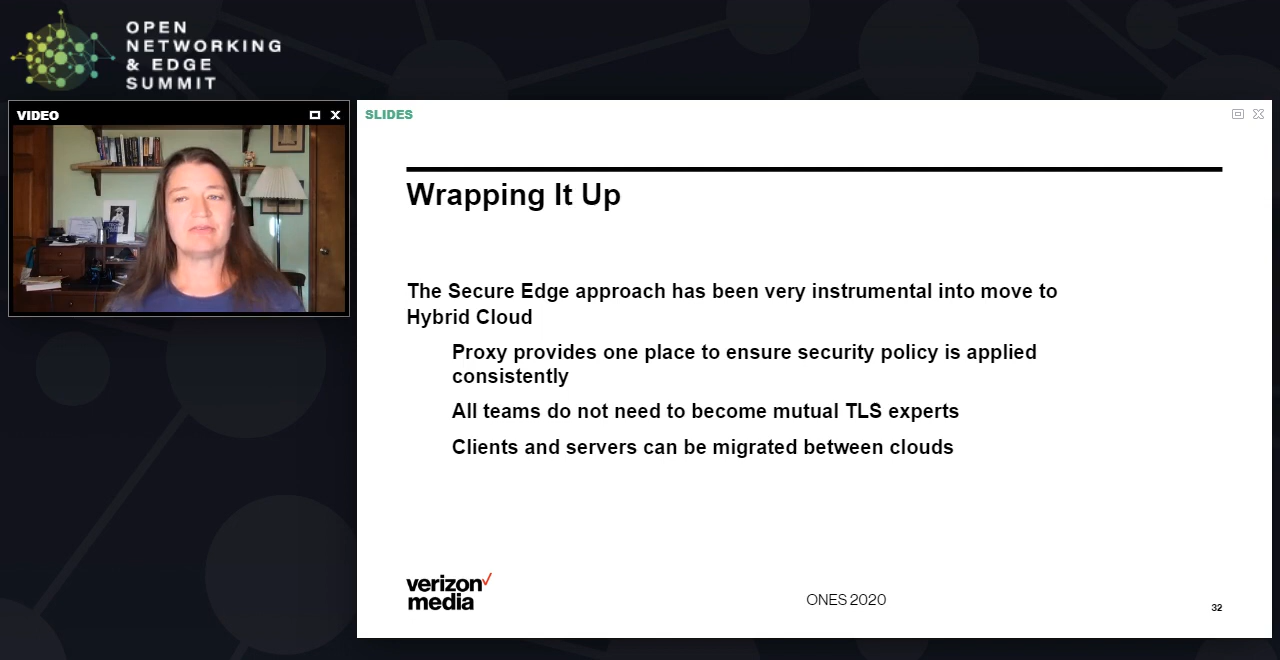 OPEN
NETWORKING
& EDGE
SUMMIT
VIDEO
SLIDES
Wrapping It Up
The Secure Edge approach has been very instrumental into move to
Hybrid Cloud
Proxy provides one place to ensure security policy is applied
consistently
All teams do not need to become mutual TLS experts
Clients and servers can be migrated between clouds
verizon✓
media
ONES 2020
32